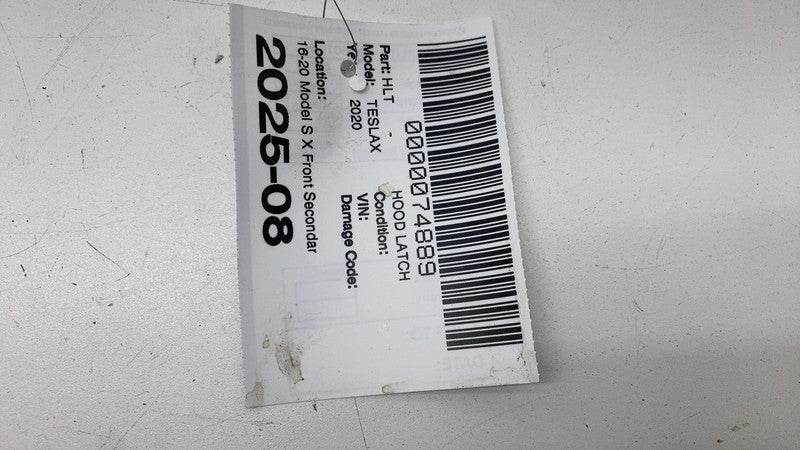 0000074889
Part: HLT - HOOD LATCH
Model: TESLAX Condition:
2020 VIN:
Damage Code:
Location:
16-20 Model S X Front Secondar
2025-08